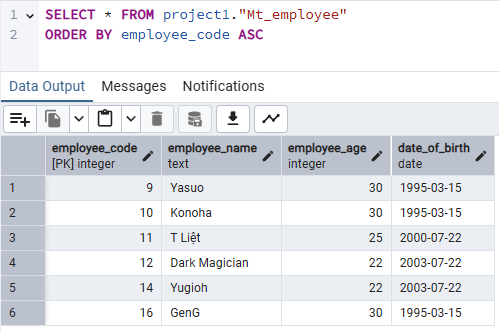 1 SELECT * FROM project1."Mt_employee"
2 ORDER BY employee_code ASC
Data Output Messages Notifications
employee_code employee_name employee_age date_of_birth
[PK] integer text integer date
1 9 Yasuo 30 1995-03-15
2 10 Konoha 30 1995-03-15
3 11 T Liệt 25 2000-07-22
4 12 Dark Magician 22 2003-07-22
5 14 Yugioh 22 2003-07-22
6 16 GenG 30 1995-03-15